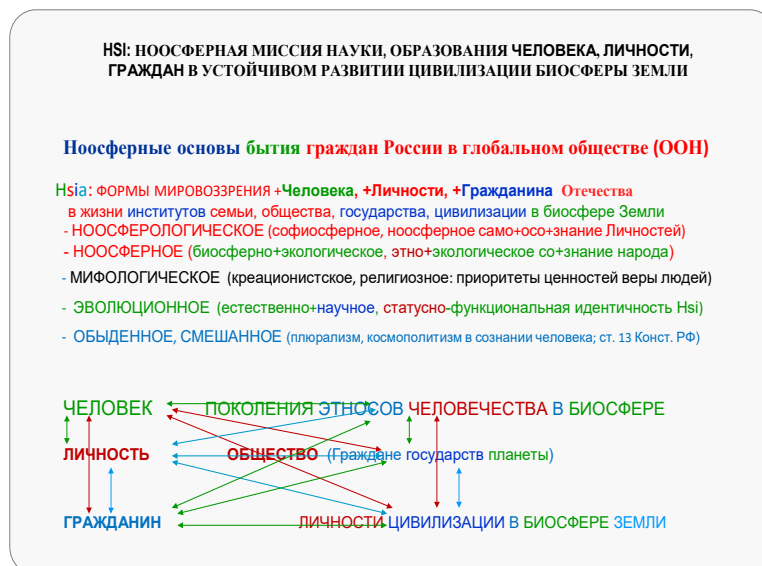 HSI: НООСФЕРНАЯ МИССИЯ НАУКИ, ОБРАЗОВАНИЯ ЧЕЛОВЕКА, ЛИЧНОСТИ,
ГРАЖДАН В УСТОЙЧИВОМ РАЗВИТИИ ЦИВИЛИЗАЦИИ БИОСФЕРЫ ЗЕМЛИ
Ноосферные основы бытия граждан России в глобальном обществе (ООН)
Hsia: ФОРМЫ МИРОВОЗЗРЕНИЯ +Человека, +Личности, +Гражданина Отечества
в жизни институтов семьи, общества, государства, цивилизации в биосфере Земли
- НООСФЕРОЛОГИЧЕСКОЕ (софиосферное, ноосферное само+осо+знание Личностей)
- НООСФЕРНОЕ (биосферно+экологическое, этно+экологическое со+знание народа)
- МИФОЛОГИЧЕСКОЕ (креационистское, религиозное: приоритеты ценностей веры людей)
- ЭВОЛЮЦИОННОЕ (естественно+научное, статусно-функциональная идентичность Hsi)
- ОБЫДЕННОЕ, СМЕШАННОЕ (плюрализм, космополитизм в сознании человека; ст. 13 Конст. РФ)
ЧЕЛОВЕК ПОКОЛЕНИЯ ЭТНОСОВ ЧЕЛОВЕЧЕСТВА В БИОСФЕРЕ
ЛИЧНОСТЬ ОБЩЕСТВО (Граждане государств планеты)
ГРАЖДАНИН ЛИЧНОСТИ ЦИВИЛИЗАЦИИ В БИОСФЕРЕ ЗЕМЛИ